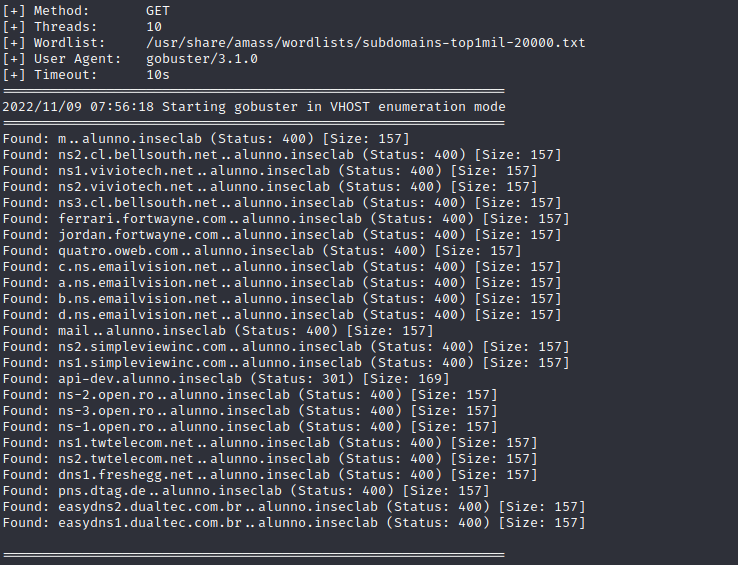 [+] Method: GET
[+] Threads: 10
[+] Wordlist: /usr/share/amass/wordlists/subdomains-top1mil-20000.txt
[+] User Agent: gobuster/3.1.0
[+] Timeout: 10s
===============================================================
2022/11/09 07:56:18 Starting gobuster in VHOST enumeration mode
===============================================================
Found: m..alunno.inseclab (Status: 400) [Size: 157]
Found: ns2.cl.bellsouth.net..alunno.inseclab (Status: 400) [Size: 157]
Found: ns1.viviotech.net..alunno.inseclab (Status: 400) [Size: 157]
Found: ns2.viviotech.net..alunno.inseclab (Status: 400) [Size: 157]
Found: ns3.cl.bellsouth.net..alunno.inseclab (Status: 400) [Size: 157]
Found: ferrari.fortwayne.com..alunno.inseclab (Status: 400) [Size: 157]
Found: jordan.fortwayne.com..alunno.inseclab (Status: 400) [Size: 157]
Found: quatro.oweb.com..alunno.inseclab (Status: 400) [Size: 157]
Found: c.ns.emailvision.net..alunno.inseclab (Status: 400) [Size: 157]
Found: a.ns.emailvision.net..alunno.inseclab (Status: 400) [Size: 157]
Found: b.ns.emailvision.net..alunno.inseclab (Status: 400) [Size: 157]
Found: d.ns.emailvision.net..alunno.inseclab (Status: 400) [Size: 157]
Found: mail..alunno.inseclab (Status: 400) [Size: 157]
Found: ns2.simpleviewinc.com..alunno.inseclab (Status: 400) [Size: 157]
Found: ns1.simpleviewinc.com..alunno.inseclab (Status: 400) [Size: 157]
Found: api-dev.alunno.inseclab (Status: 301) [Size: 169]
Found: ns-2.open.ro..alunno.inseclab (Status: 400) [Size: 157]
Found: ns-3.open.ro..alunno.inseclab (Status: 400) [Size: 157]
Found: ns-1.open.ro..alunno.inseclab (Status: 400) [Size: 157]
Found: ns1.twtelecom.net..alunno.inseclab (Status: 400) [Size: 157]
Found: ns2.twtelecom.net..alunno.inseclab (Status: 400) [Size: 157]
Found: dns1.freshegg.net..alunno.inseclab (Status: 400) [Size: 157]
Found: pns.dtag.de..alunno.inseclab (Status: 400) [Size: 157]
Found: easydns2.dualtec.com.br..alunno.inseclab (Status: 400) [Size: 157]
Found: easydns1.dualtec.com.br..alunno.inseclab (Status: 400) [Size: 157]
===============================================================